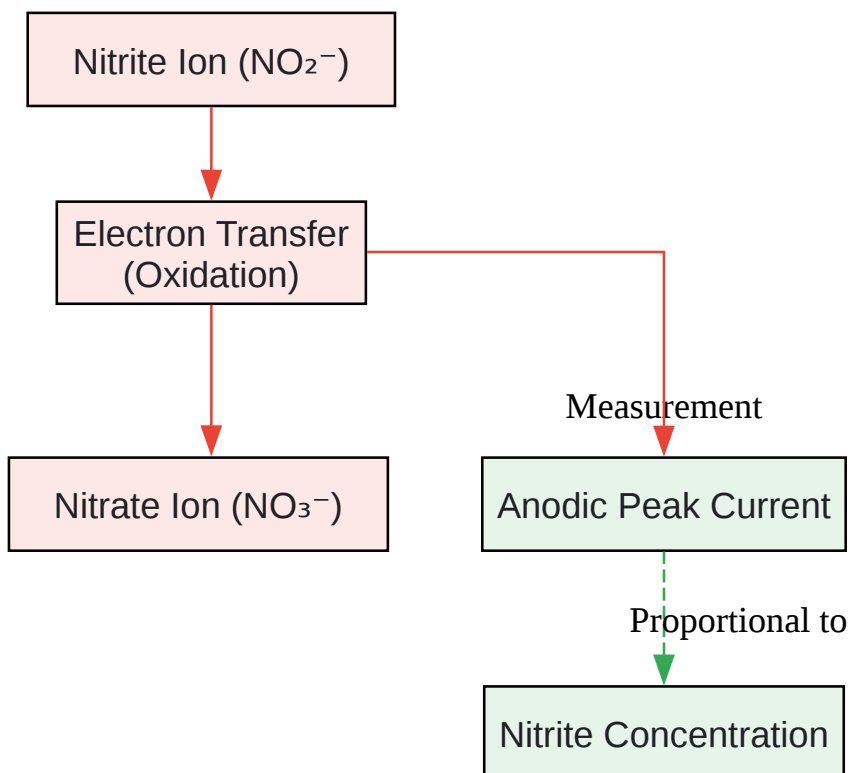 Nitrite Ion (NO₂⁻)
Electron Transfer
(Oxidation)
Measurement
Nitrate Ion (NO₃⁻)
Anodic Peak Current
Proportional to
Nitrite Concentration